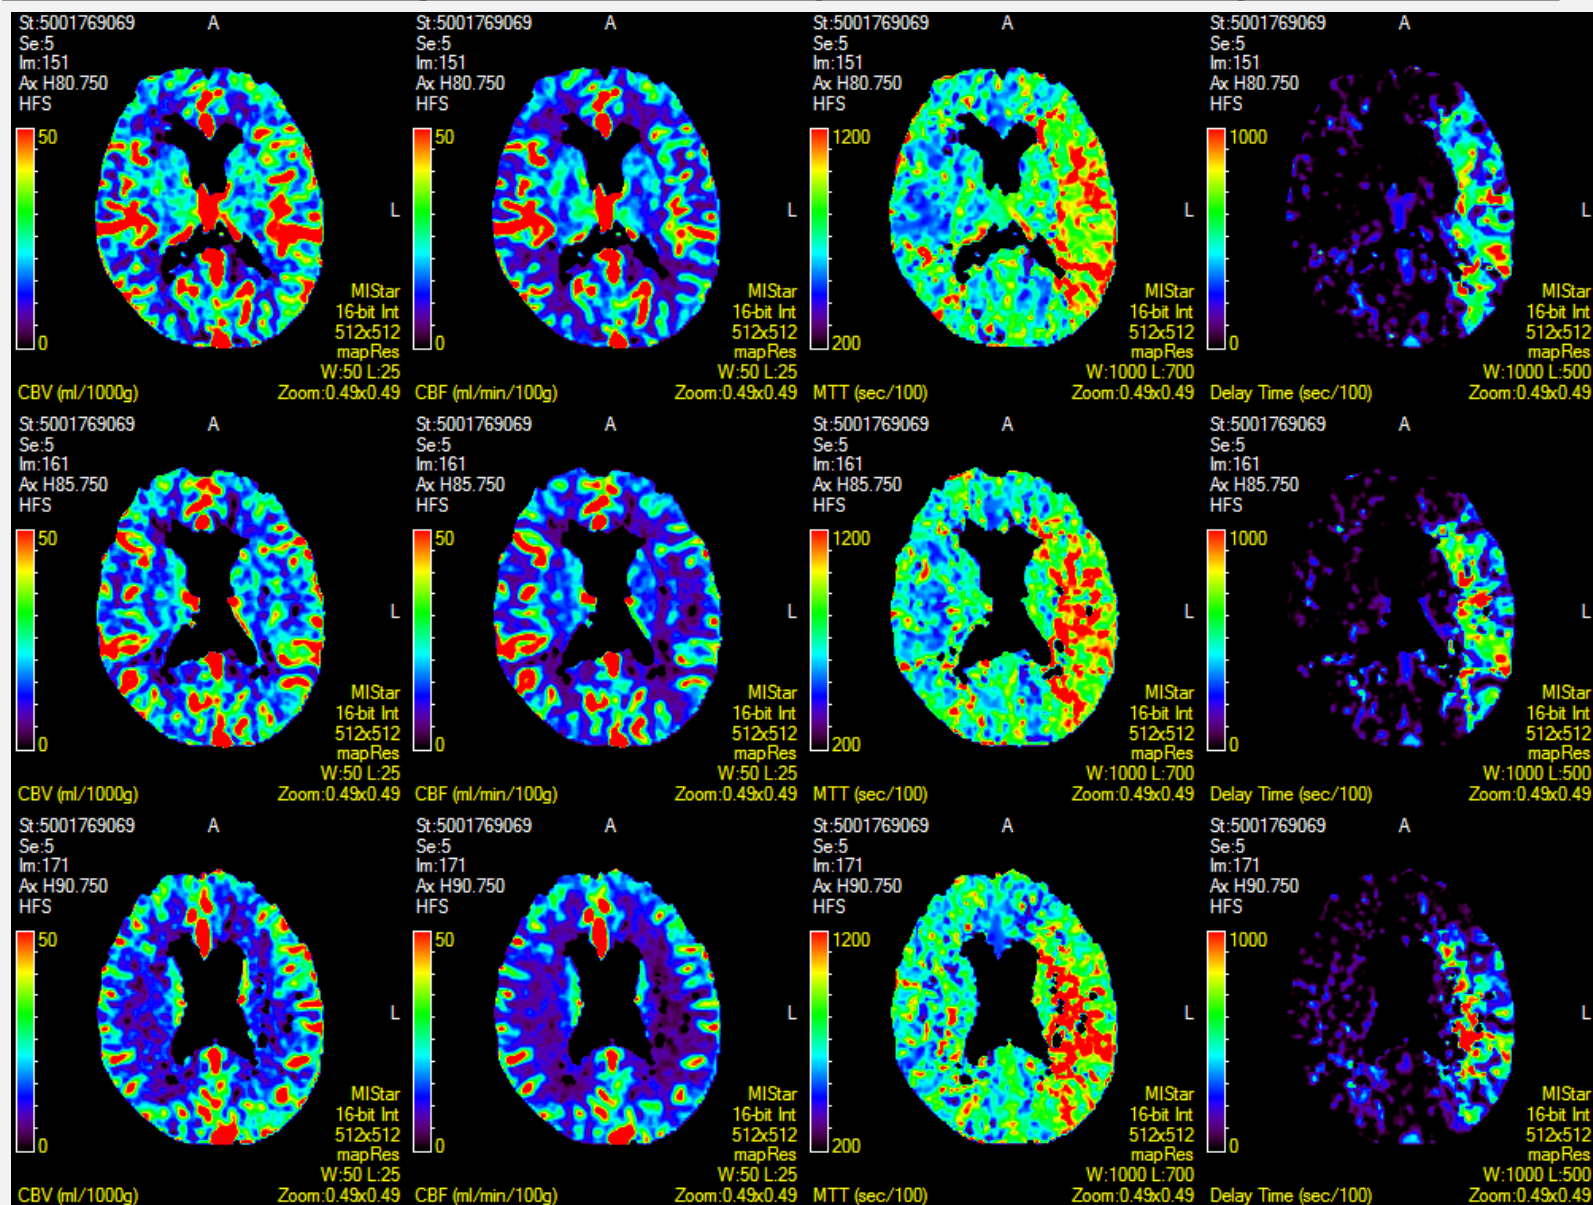 St:5001769069 A
Se:5
Im:151
Ax H80.750
HFS
50
L
MIStar
16-bit Int
512x512
mapRes
0
W:50 L:25
CBV (ml/1000g) Zoom:0.49x0.49
St:5001769069 A
Se:5
Im:151
Ax H80.750
HFS
50
L
MIStar
16-bit Int
512x512
mapRes
0
W:50 L:25
CBF (ml/min/100g) Zoom:0.49x0.49
St:5001769069 A
Se:5
Im:151
Ax H80.750
HFS
1200
L
MIStar
16-bit Int
512x512
mapRes
200
W:1000 L:700
MTT (sec/100) Zoom:0.49x0.49
St:5001769069 A
Se:5
Im:151
Ax H80.750
HFS
1000
L
MIStar
16-bit Int
512x512
mapRes
0
W:1000 L:500
Delay Time (sec/100) Zoom:0.49x0.49
St:5001769069 A
Se:5
Im:161
Ax H85.750
HFS
50
L
MIStar
16-bit Int
512x512
mapRes
0
W:50 L:25
CBV (ml/1000g) Zoom:0.49x0.49
St:5001769069 A
Se:5
Im:161
Ax H85.750
HFS
50
L
MIStar
16-bit Int
512x512
mapRes
0
W:50 L:25
CBF (ml/min/100g) Zoom:0.49x0.49
St:5001769069 A
Se:5
Im:161
Ax H85.750
HFS
1200
L
MIStar
16-bit Int
512x512
mapRes
200
W:1000 L:700
MTT (sec/100) Zoom:0.49x0.49
St:5001769069 A
Se:5
Im:161
Ax H85.750
HFS
1000
L
MIStar
16-bit Int
512x512
mapRes
0
W:1000 L:500
Delay Time (sec/100) Zoom:0.49x0.49
St:5001769069 A
Se:5
Im:171
Ax H90.750
HFS
50
L
MIStar
16-bit Int
512x512
mapRes
0
W:50 L:25
CBV (ml/1000g) Zoom:0.49x0.49
St:5001769069 A
Se:5
Im:171
Ax H90.750
HFS
50
L
MIStar
16-bit Int
512x512
mapRes
0
W:50 L:25
CBF (ml/min/100g) Zoom:0.49x0.49
St:5001769069 A
Se:5
Im:171
Ax H90.750
HFS
1200
L
MIStar
16-bit Int
512x512
mapRes
200
W:1000 L:700
MTT (sec/100) Zoom:0.49x0.49
St:5001769069 A
Se:5
Im:171
Ax H90.750
HFS
1000
L
MIStar
16-bit Int
512x512
mapRes
0
W:1000 L:500
Delay Time (sec/100) Zoom:0.49x0.49